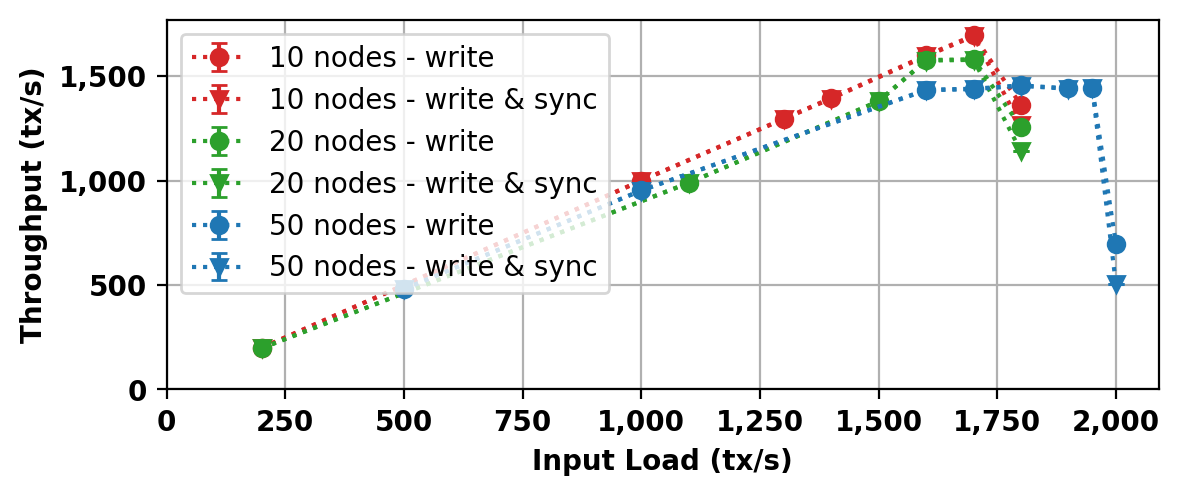 10 nodes - write
10 nodes - write & sync
20 nodes - write
20 nodes - write & sync
50 nodes - write
50 nodes - write & sync
Throughput (tx/s)
1,500
1,000
500
0
0 250 500 750 1,000 1,250 1,500 1,750 2,000
Input Load (tx/s)